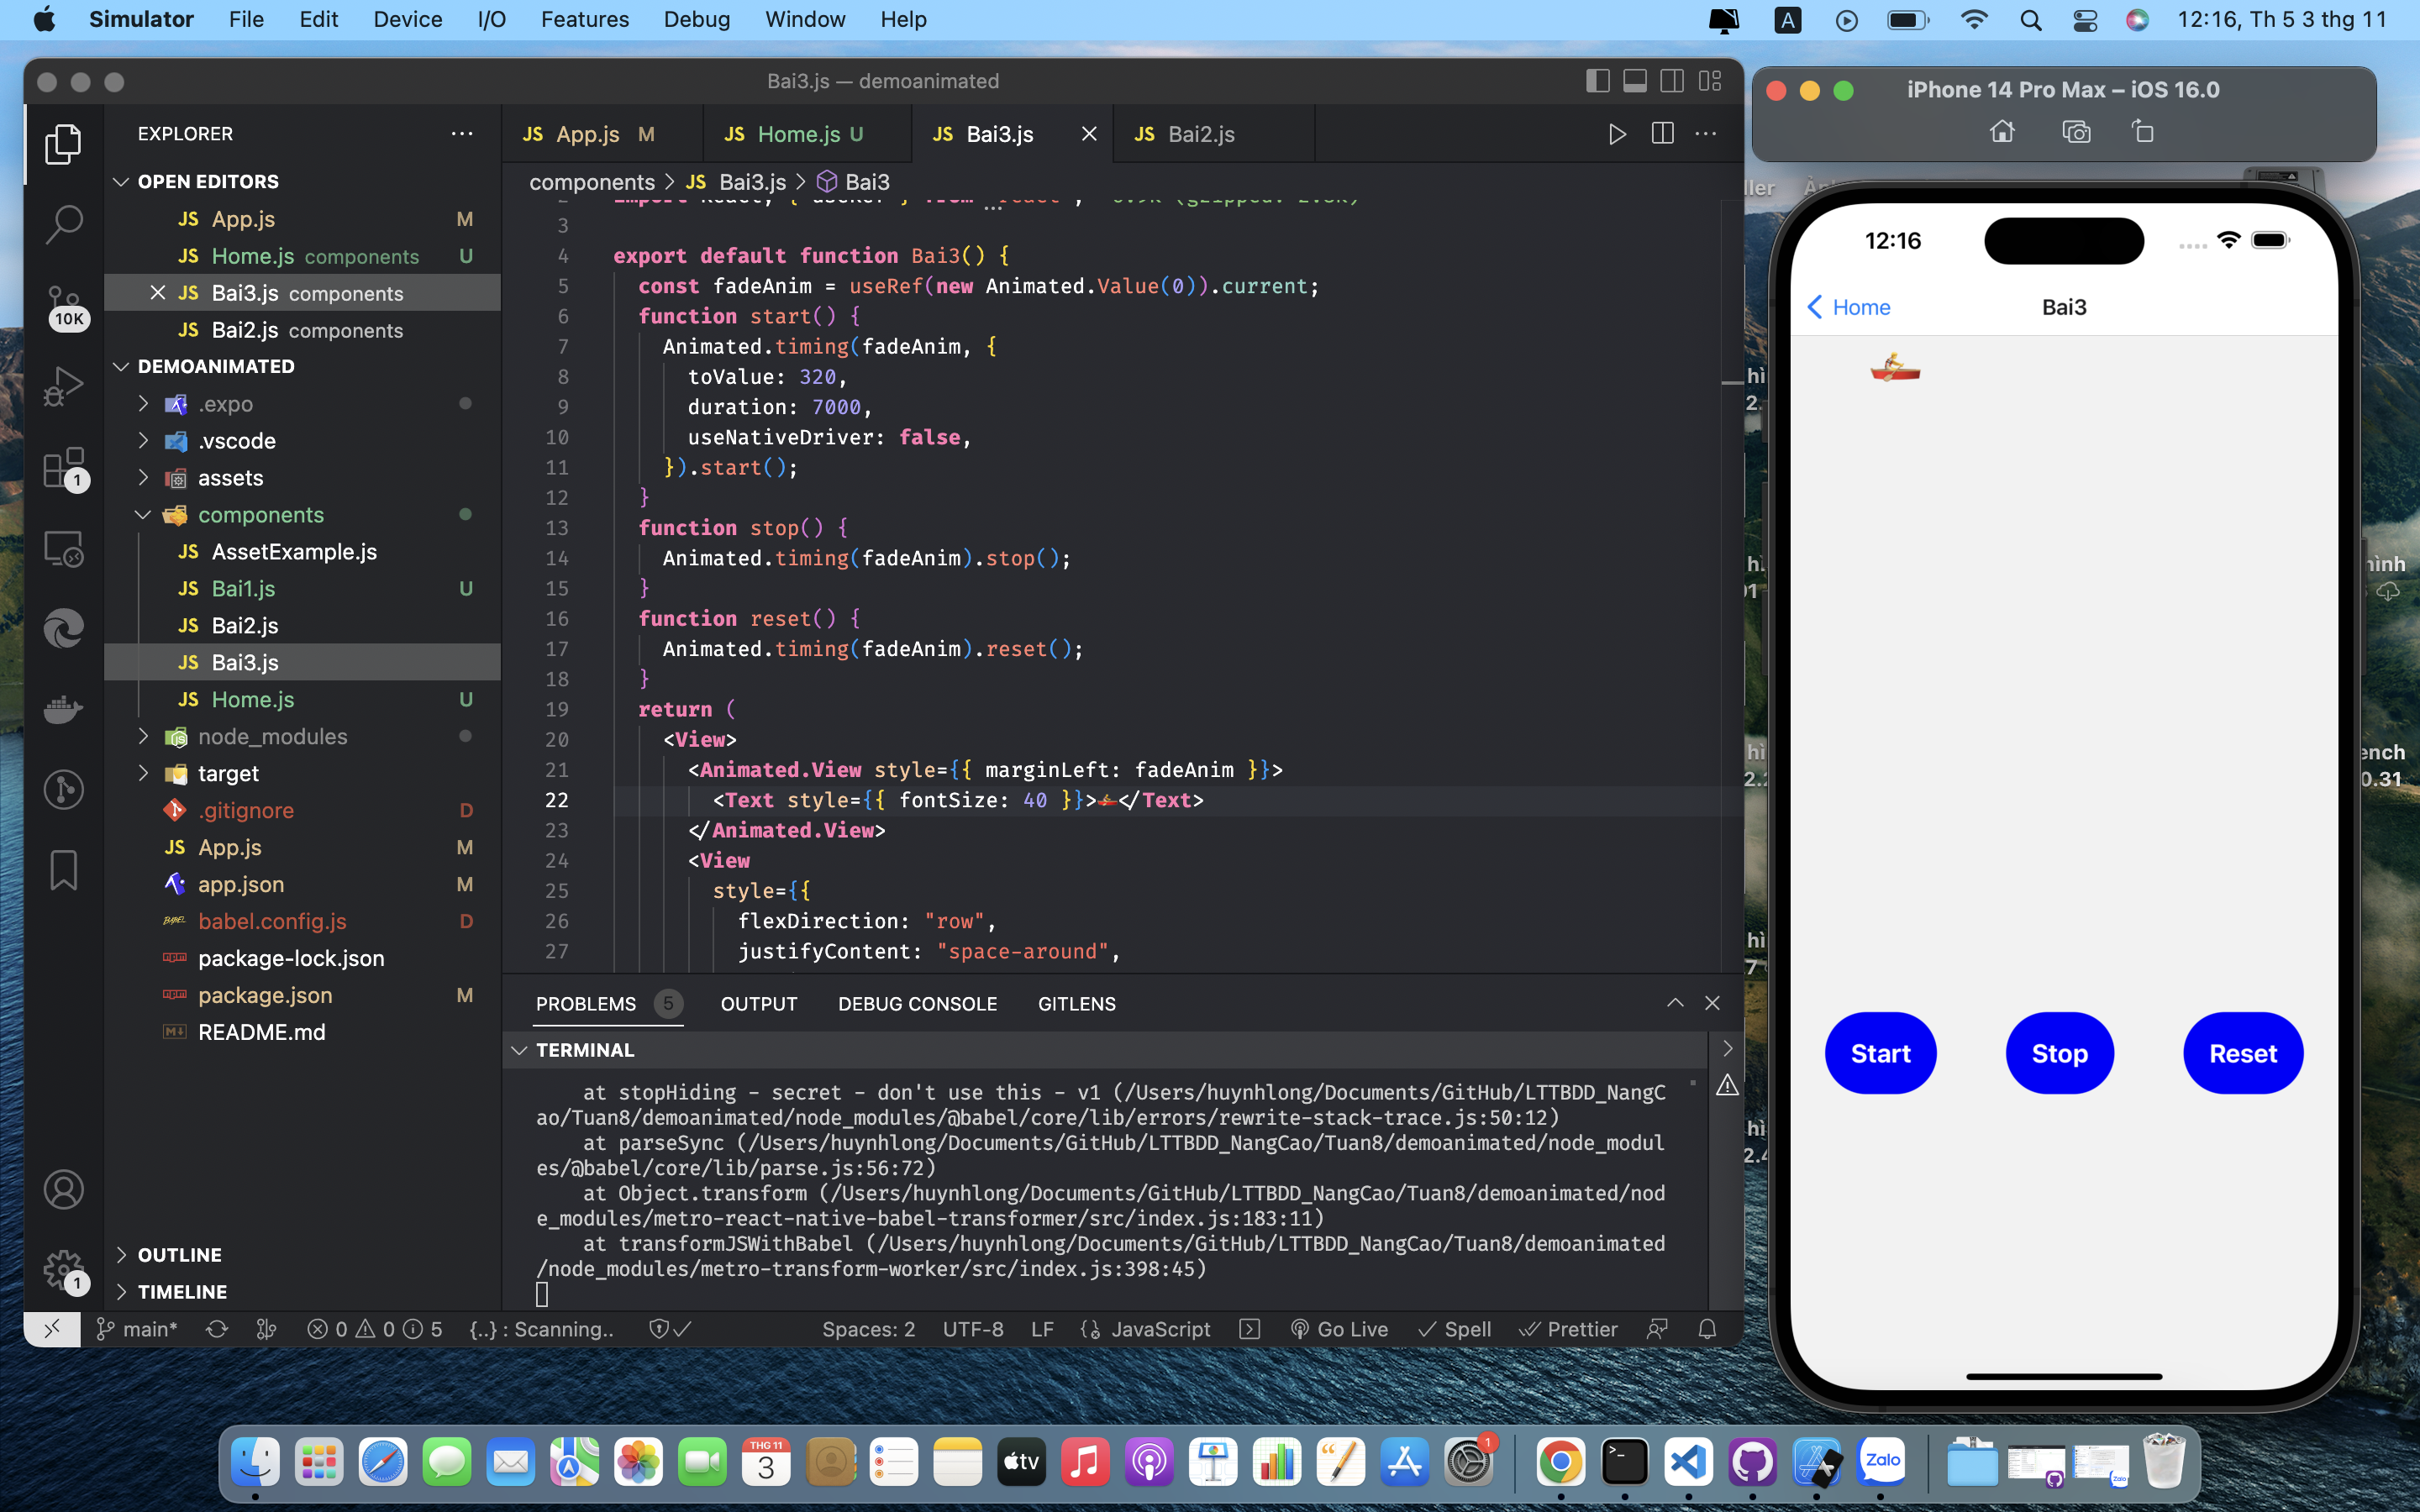 Simulator File Edit Device I/O Features Debug Window Help
A
12:16, Th 5 3 thg 11
Bai3.js — demoanimated
EXPLORER
OPEN EDITORS
JS App.js M
JS Home.js components U
JS Bai3.js components
JS Bai2.js components
DEMOANIMATED
.expo
.vscode
assets
components
JS AssetExample.js
JS Bai1.js U
JS Bai2.js
JS Bai3.js
JS Home.js U
node_modules
target
.gitignore D
JS App.js M
app.json M
BABEL babel.config.js D
package-lock.json
package.json M
README.md
OUTLINE
TIMELINE
10K
1
1
JS App.js M
JS Home.js U
JS Bai3.js
JS Bai2.js
components > JS Bai3.js > Bai3
3
4 export default function Bai3() {
5 const fadeAnim = useRef(new Animated.Value(0)).current;
6 function start() {
7 Animated.timing(fadeAnim, {
8 toValue: 320,
9 duration: 7000,
10 useNativeDriver: false,
11 }).start();
12 }
13 function stop() {
14 Animated.timing(fadeAnim).stop();
15 }
16 function reset() {
17 Animated.timing(fadeAnim).reset();
18 }
19 return (
20 <View>
21 <Animated.View style={{ marginLeft: fadeAnim }}>
22 <Text style={{ fontSize: 40 }}>🚣</Text>
23 </Animated.View>
24 <View
25 style={{
26 flexDirection: "row",
27 justifyContent: "space-around",
PROBLEMS 5 OUTPUT DEBUG CONSOLE GITLENS
TERMINAL
at stopHiding - secret - don't use this - v1 (/Users/huynhlong/Documents/GitHub/LTTBDD_NangC
ao/Tuan8/demoanimated/node_modules/@babel/core/lib/errors/rewrite-stack-trace.js:50:12)
at parseSync (/Users/huynhlong/Documents/GitHub/LTTBDD_NangCao/Tuan8/demoanimated/node_modul
es/@babel/core/lib/parse.js:56:72)
at Object.transform (/Users/huynhlong/Documents/GitHub/LTTBDD_NangCao/Tuan8/demoanimated/nod
e_modules/metro-react-native-babel-transformer/src/index.js:183:11)
at transformJSWithBabel (/Users/huynhlong/Documents/GitHub/LTTBDD_NangCao/Tuan8/demoanimated
/node_modules/metro-transform-worker/src/index.js:398:45)
main* 0 0 5 {..} : Scanning.. Spaces: 2 UTF-8 LF JavaScript Go Live Spell Prettier
iPhone 14 Pro Max – iOS 16.0
12:16
Home
Bai3
Start
Stop
Reset
THG 11
3
tv
1
Zalo